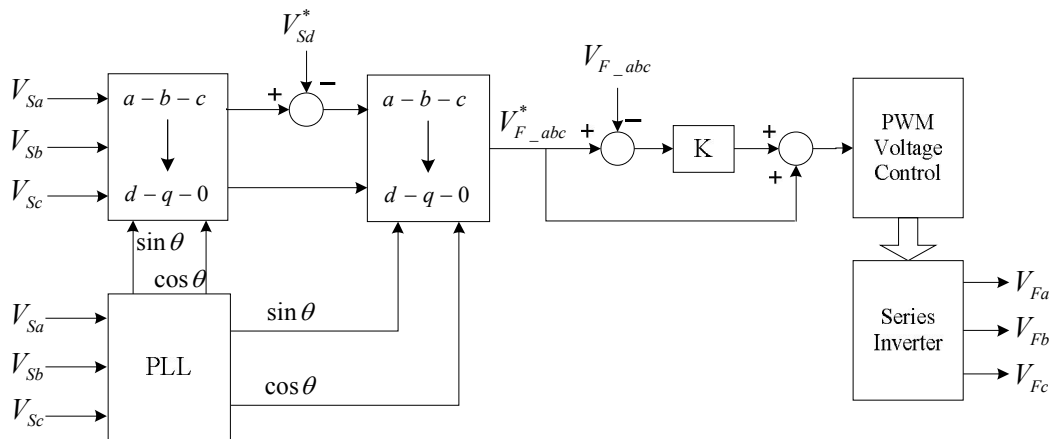 V*Sd
VSa
VSb
VSc
a – b – c
d – q – 0
+
–
a – b – c
d – q – 0
V*F_abc
VF_abc
+
–
K
+
+
PWM
Voltage
Control
sin θ
cos θ
VSa
VSb
VSc
PLL
sin θ
cos θ
Series
Inverter
VFa
VFb
VFc